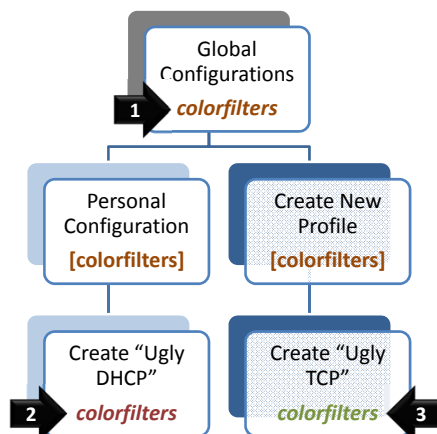 Global
Configurations
1
colorfilters
Personal
Configuration
[colorfilters]
Create New
Profile
[colorfilters]
Create “Ugly
DHCP”
2
colorfilters
Create “Ugly
TCP”
colorfilters
3